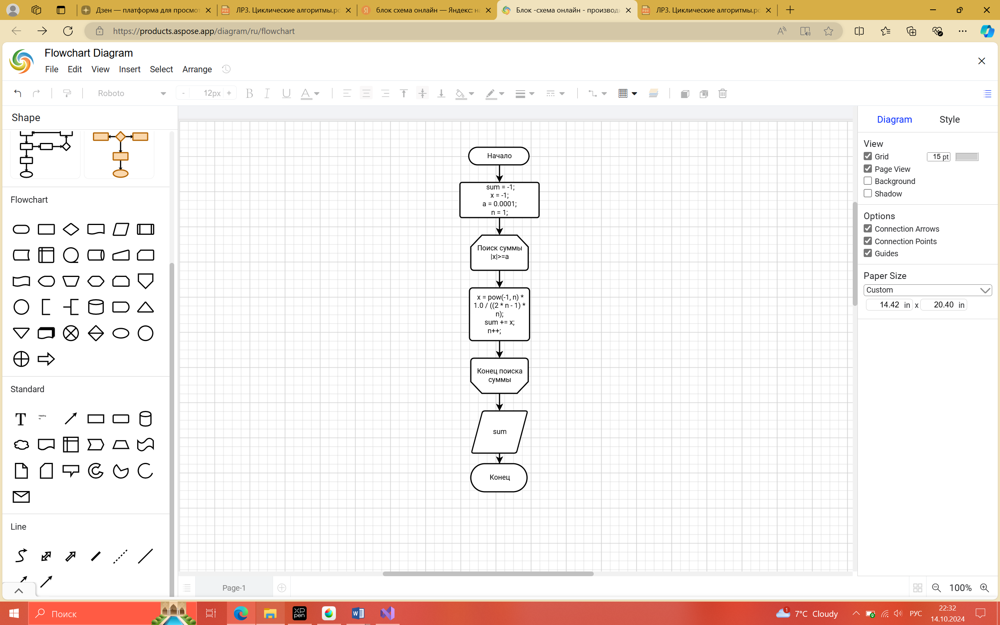 Дзен — платформа для просмот
ЛР3. Циклические алгоритмы.pd
блок схема онлайн — Яндекс: на
Блок -схема онлайн - производи
ЛР3. Циклические алгоритмы.pd
https://products.aspose.app/diagram/ru/flowchart
Flowchart Diagram
File Edit View Insert Select Arrange
Roboto
- 12px +
B I U A
Shape
Flowchart
Standard
T
Heading
Line
Начало
sum = -1;
x = -1;
a = 0.0001;
n = 1;
Поиск суммы
|x|>=a
x = pow(-1, n) *
1.0 / ((2 * n - 1) *
n);
sum += x;
n++;
Конец поиска
суммы
sum
Конец
Diagram Style
View
Grid 15 pt
Page View
Background
Shadow
Options
Connection Arrows
Connection Points
Guides
Paper Size
Custom
14.42 in x 20.40 in
Page-1
100%
Поиск
XP
pen
W
1
7°C Cloudy
РУС
22:32
14.10.2024